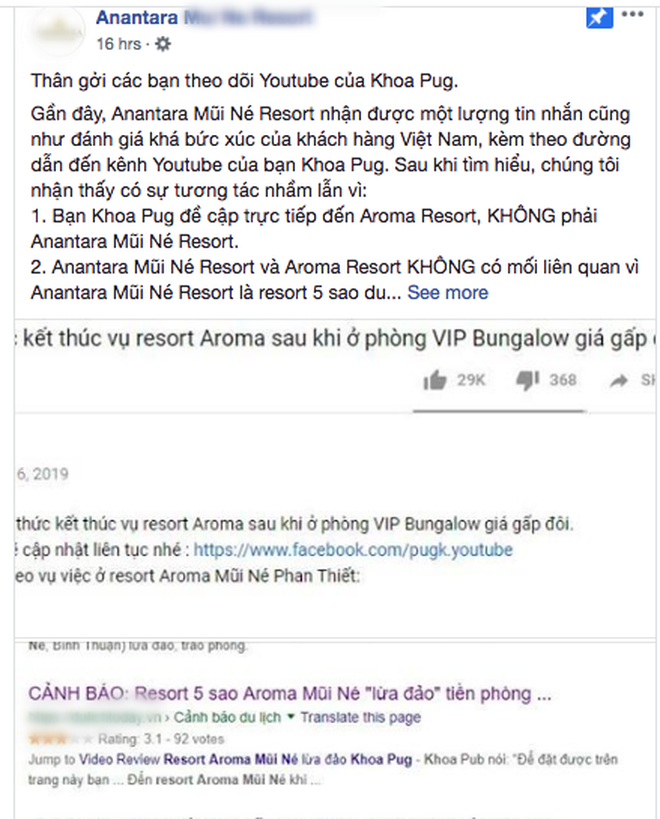 Anantara
16 hrs ·
Thân gởi các bạn theo dõi Youtube của Khoa Pug.
Gần đây, Anantara Mũi Né Resort nhận được một lượng tin nhắn cũng
như đánh giá khá bức xúc của khách hàng Việt Nam, kèm theo đường
dẫn đến kênh Youtube của bạn Khoa Pug. Sau khi tìm hiểu, chúng tôi
nhận thấy có sự tương tác nhầm lẫn vì:
1. Bạn Khoa Pug đề cập trực tiếp đến Aroma Resort, KHÔNG phải
Anantara Mũi Né Resort.
2. Anantara Mũi Né Resort và Aroma Resort KHÔNG có mối liên quan vì
Anantara Mũi Né Resort là resort 5 sao du... See more
kết thúc vụ resort Aroma sau khi ở phòng VIP Bungalow giá gấp
29K 368
6, 2019
thức kết thúc vụ resort Aroma sau khi ở phòng VIP Bungalow giá gấp đôi.
cập nhật liên tục nhé : https://www.facebook.com/pugk.youtube
eo vụ việc ở resort Aroma Mũi Né Phan Thiết:
Né, Bình Thuận) lừa đảo, tráo phòng.
CẢNH BÁO: Resort 5 sao Aroma Mũi Né "lừa đảo" tiền phòng ...
.vn › Cảnh báo du lịch ▾ Translate this page
Rating: 3.1 - 92 votes
Jump to Video Review Resort Aroma Mũi Né lừa đảo Khoa Pug - Khoa Pub nói: "Để đặt được trên
trang này bạn ... Đến resort Aroma Mũi Né khi ...